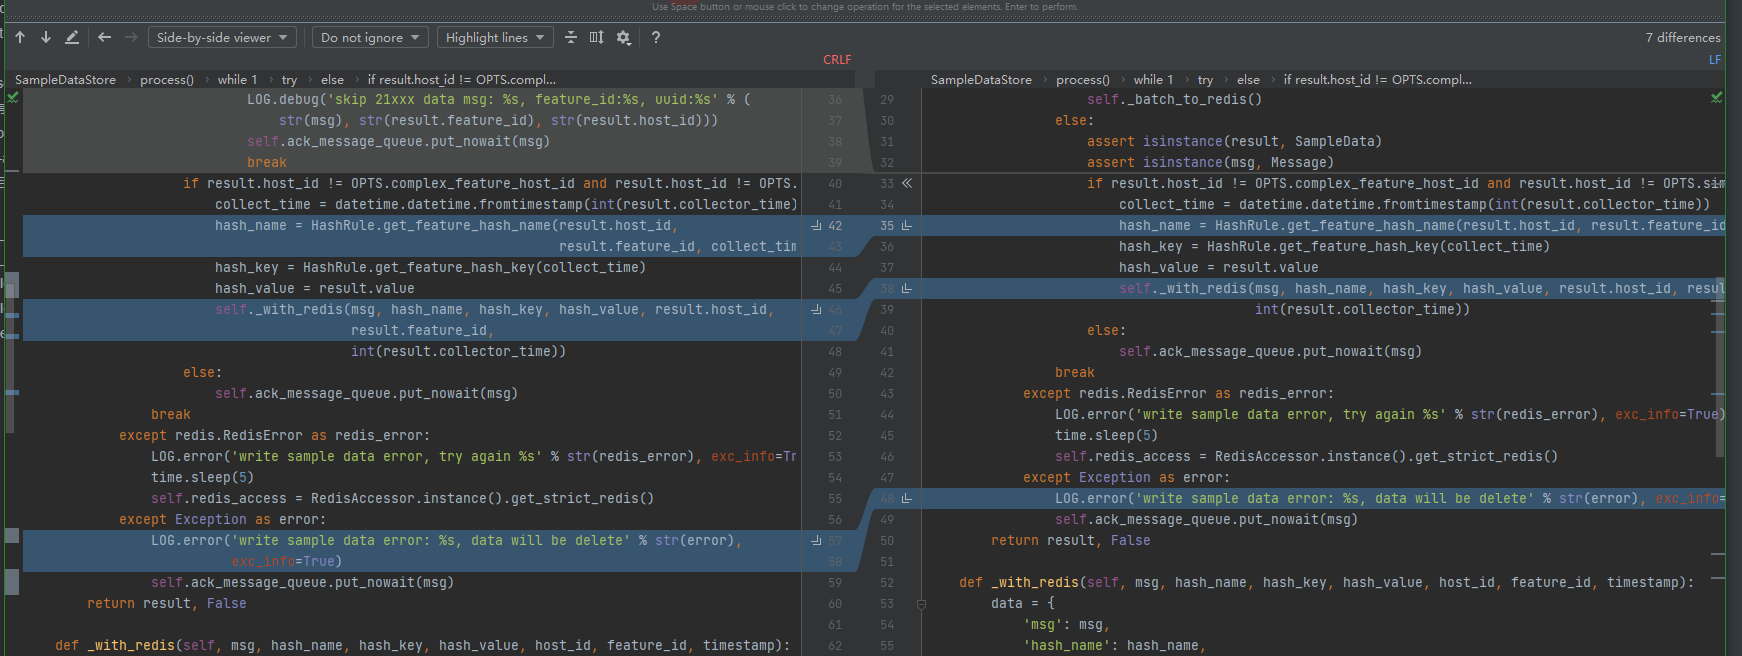 Use Space button or mouse click to change operation for the selected elements. Enter to perform.
Side-by-side viewer
Do not ignore
Highlight lines
?
7 differences
CRLF
LF
SampleDataStore › process() › while 1 › try › else › if result.host_id != OPTS.compl...
SampleDataStore › process() › while 1 › try › else › if result.host_id != OPTS.compl...
LOG.debug('skip 21xxx data msg: %s, feature_id:%s, uuid:%s' % ( 36
str(msg), str(result.feature_id), str(result.host_id))) 37
self.ack_message_queue.put_nowait(msg) 38
break 39
if result.host_id != OPTS.complex_feature_host_id and result.host_id != OPTS. 40
collect_time = datetime.datetime.fromtimestamp(int(result.collector_time) 41
hash_name = HashRule.get_feature_hash_name(result.host_id, 42
result.feature_id, collect_tim 43
hash_key = HashRule.get_feature_hash_key(collect_time) 44
hash_value = result.value 45
self._with_redis(msg, hash_name, hash_key, hash_value, result.host_id, 46
result.feature_id, 47
int(result.collector_time)) 48
else: 49
self.ack_message_queue.put_nowait(msg) 50
break 51
except redis.RedisError as redis_error: 52
LOG.error('write sample data error, try again %s' % str(redis_error), exc_info=Tr 53
time.sleep(5) 54
self.redis_access = RedisAccessor.instance().get_strict_redis() 55
except Exception as error: 56
LOG.error('write sample data error: %s, data will be delete' % str(error), 57
exc_info=True) 58
self.ack_message_queue.put_nowait(msg) 59
return result, False 60
61
def _with_redis(self, msg, hash_name, hash_key, hash_value, host_id, feature_id, timestamp): 62
29 self._batch_to_redis()
30 else:
31 assert isinstance(result, SampleData)
32 assert isinstance(msg, Message)
33 if result.host_id != OPTS.complex_feature_host_id and result.host_id != OPTS.sim
34 collect_time = datetime.datetime.fromtimestamp(int(result.collector_time))
35 hash_name = HashRule.get_feature_hash_name(result.host_id, result.feature_id
36 hash_key = HashRule.get_feature_hash_key(collect_time)
37 hash_value = result.value
38 self._with_redis(msg, hash_name, hash_key, hash_value, result.host_id, resul
39 int(result.collector_time))
40 else:
41 self.ack_message_queue.put_nowait(msg)
42 break
43 except redis.RedisError as redis_error:
44 LOG.error('write sample data error, try again %s' % str(redis_error), exc_info=True)
45 time.sleep(5)
46 self.redis_access = RedisAccessor.instance().get_strict_redis()
47 except Exception as error:
48 LOG.error('write sample data error: %s, data will be delete' % str(error), exc_info=
49 self.ack_message_queue.put_nowait(msg)
50 return result, False
51
52 def _with_redis(self, msg, hash_name, hash_key, hash_value, host_id, feature_id, timestamp):
53 data = {
54 'msg': msg,
55 'hash_name': hash_name,